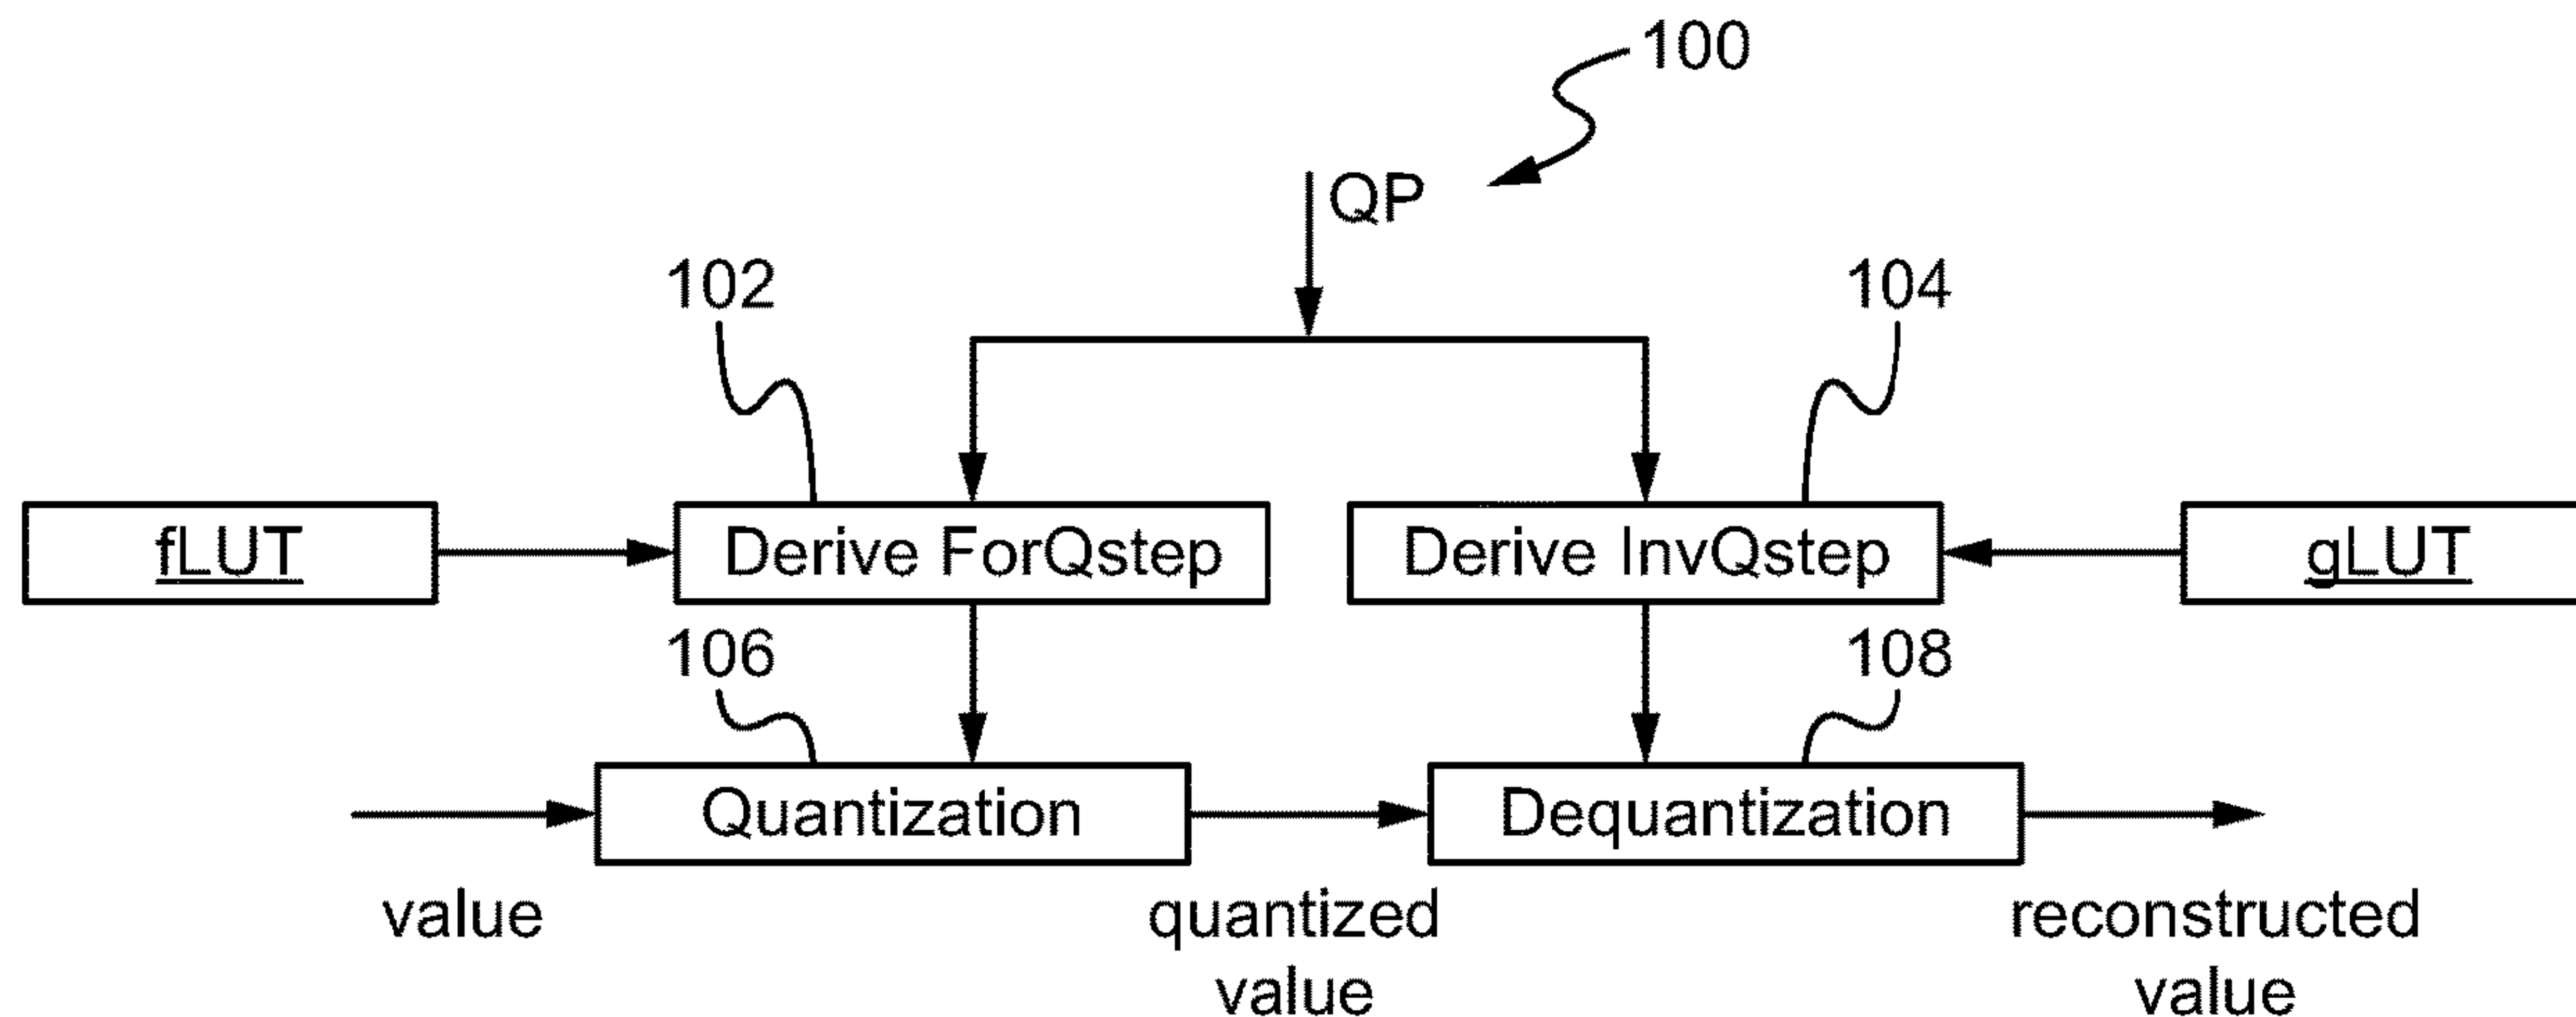 100
QP
102
104
fLUT
Derive ForQstep
Derive InvQstep
gLUT
106
108
Quantization
Dequantization
value
quantized
value
reconstructed
value